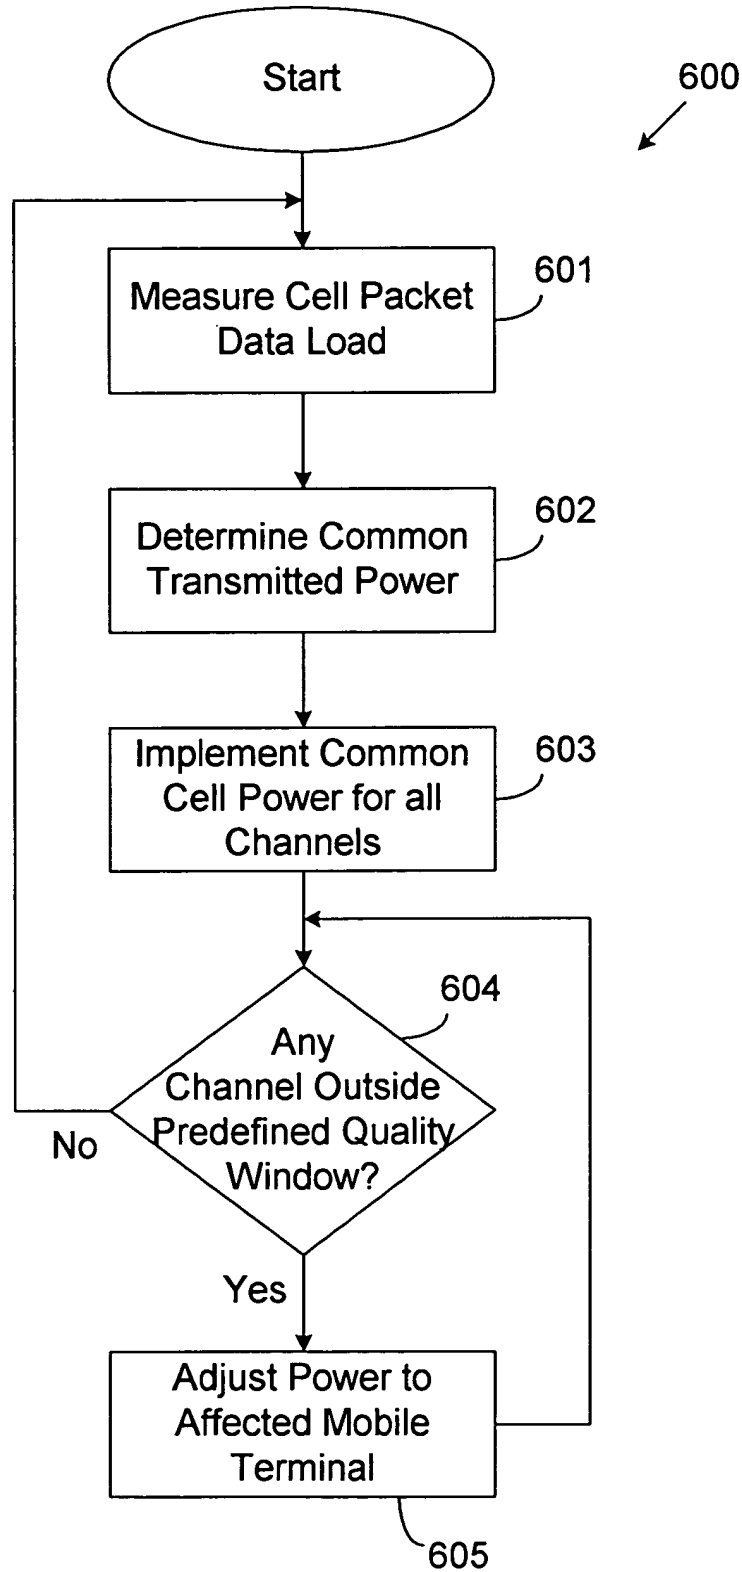 Start
600
Measure Cell Packet
Data Load
601
Determine Common
Transmitted Power
602
Implement Common
Cell Power for all
Channels
603
Any
Channel Outside
Predefined Quality
Window?
604
No
Yes
Adjust Power to
Affected Mobile
Terminal
605